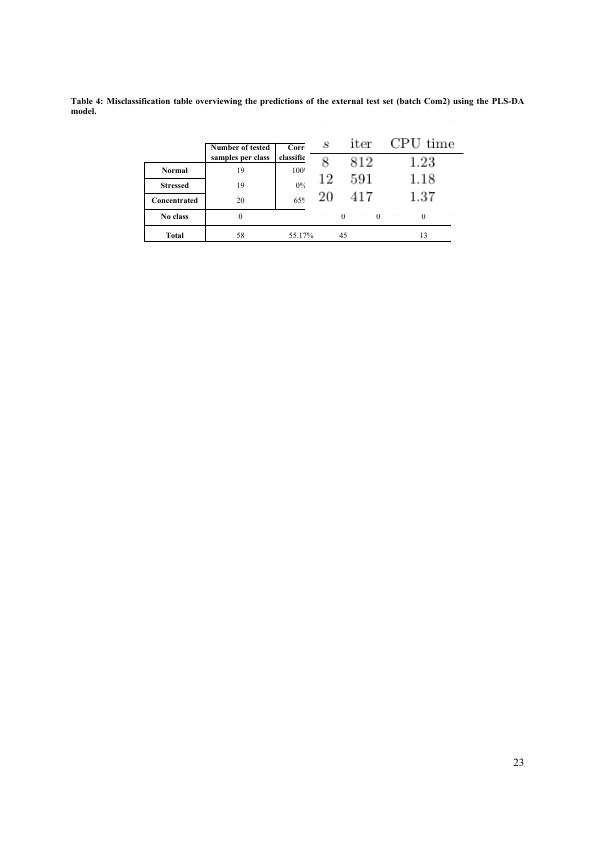 Table 4: Misclassification table overviewing the predictions of the external test set (batch Com2) using the PLS-DA
model.
Number of tested
samples per class
Normal 19 100
Stressed 19 0%
Concentrated 20 65
No class 0 0 0 0
Total 58 55.17% 45 13
s iter CPU time
8 812 1.23
12 591 1.18
20 417 1.37
23